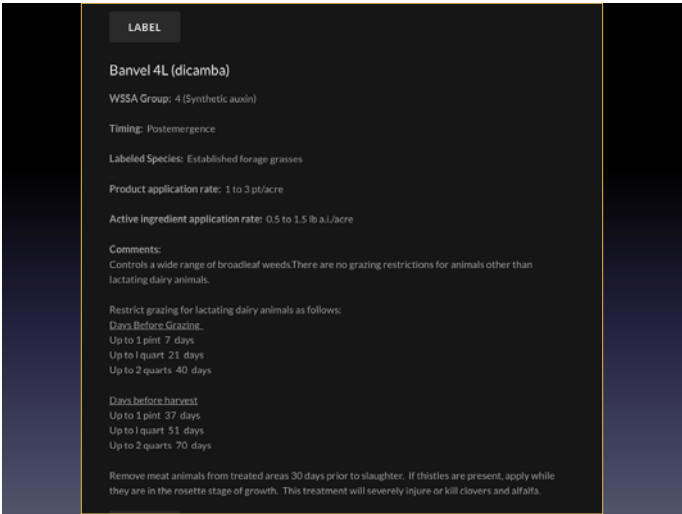 LABEL
Banvel 4L (dicamba)
WSSA Group: 4 (Synthetic auxin)
Timing: Postemergence
Labeled Species: Established forage grasses
Product application rate: 1 to 3 pt/acre
Active ingredient application rate: 0.5 to 1.5 lb a.i./acre
Comments:
Controls a wide range of broadleaf weeds.There are no grazing restrictions for animals other than
lactating dairy animals.
Restrict grazing for lactating dairy animals as follows:
Days Before Grazing
Up to 1 pint 7 days
Up to l quart 21 days
Up to 2 quarts 40 days
Days before harvest
Up to 1 pint 37 days
Up to l quart 51 days
Up to 2 quarts 70 days
Remove meat animals from treated areas 30 days prior to slaughter. If thistles are present, apply while
they are in the rosette stage of growth. This treatment will severely injure or kill clovers and alfalfa.